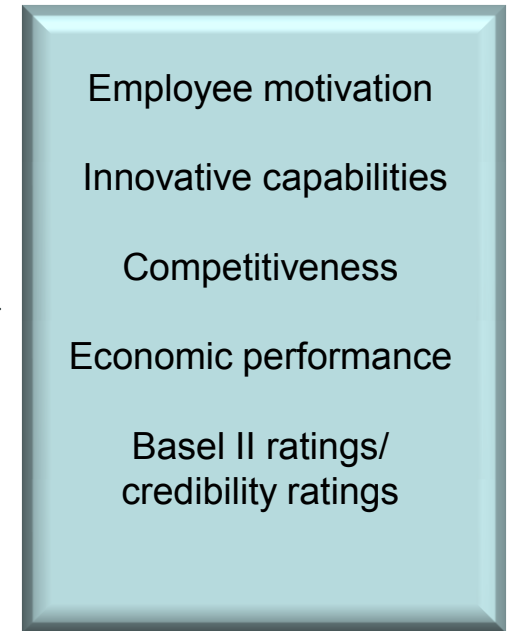 Employee motivation
Innovative capabilities
Competitiveness
Economic performance
Basel II ratings/
credibility ratings